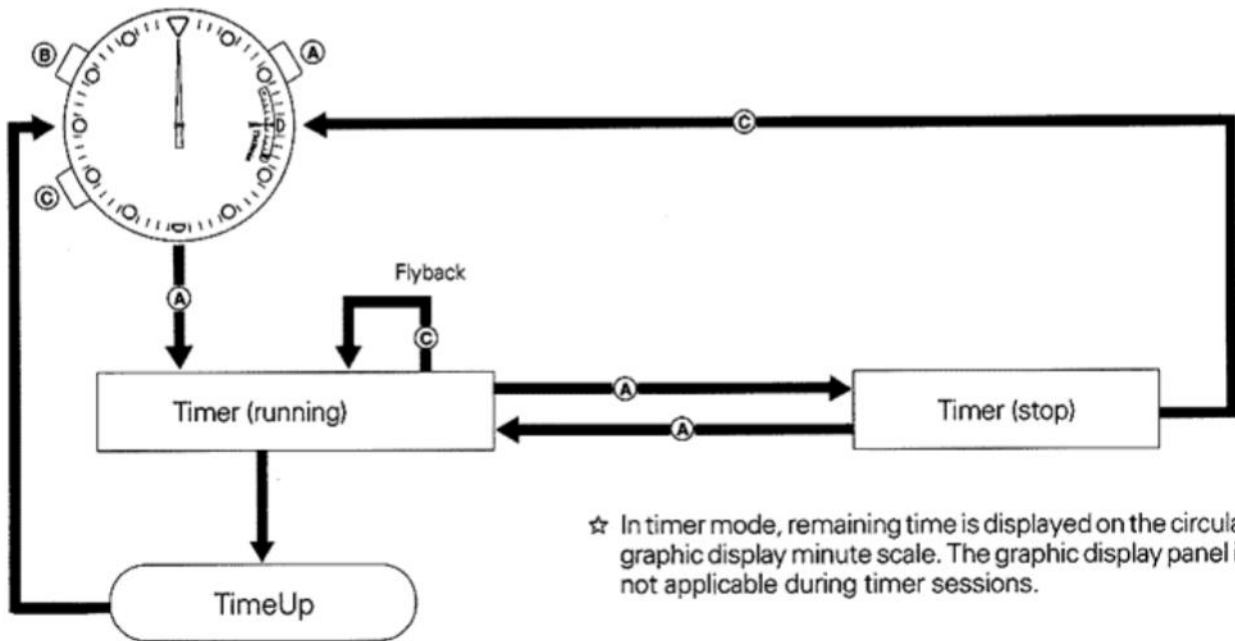 B
A
C
C
Flyback
A
C
Timer (running)
A
A
Timer (stop)
☆ In timer mode, remaining time is displayed on the circula
graphic display minute scale. The graphic display panel i
not applicable during timer sessions.
TimeUp